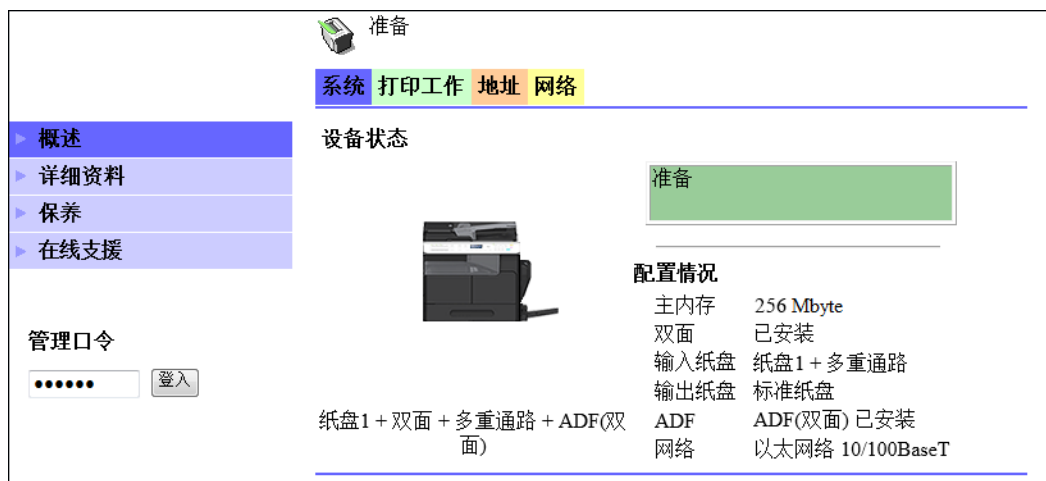 准备
系统 打印工作 地址 网络
概述
详细资料
保养
在线支援
管理口令
登入
设备状态
纸盘1 + 双面 + 多重通路 + ADF(双
面)
准备
配置情况
主内存 256 Mbyte
双面 已安装
输入纸盘 纸盘1 + 多重通路
输出纸盘 标准纸盘
ADF ADF(双面) 已安装
网络 以太网络 10/100BaseT